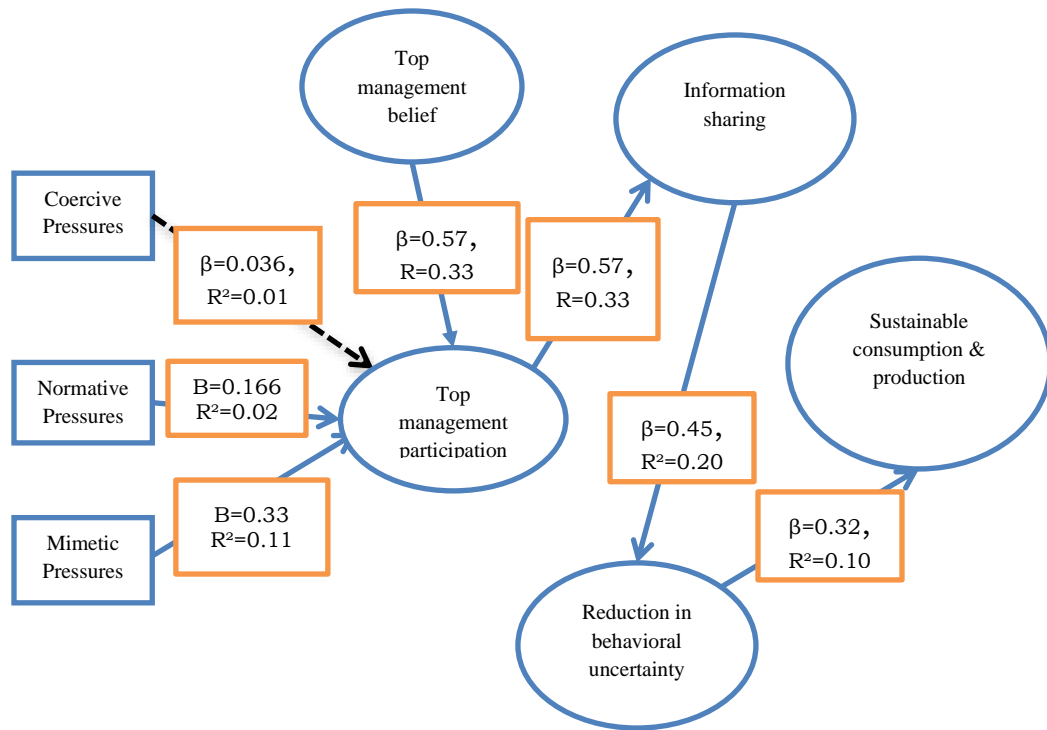 Top
management
belief
Information
sharing
Coercive
Pressures
β=0.57,
R=0.33
β=0.036,
R²=0.01
β=0.57,
R=0.33
Sustainable
consumption &
production
Normative
Pressures
B=0.166
R²=0.02
Top
management
participation
β=0.45,
R²=0.20
B=0.33
R²=0.11
Mimetic
Pressures
β=0.32,
R²=0.10
Reduction in
behavioral
uncertainty